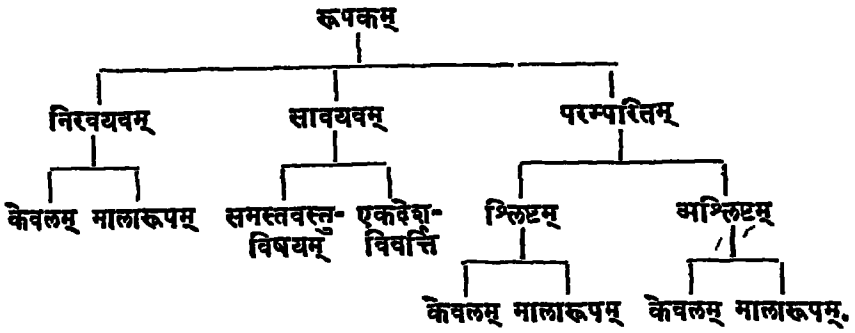 रूपकम्
निरवयवम् सावयवम् परम्पारितम्
केवलम् मालारूपम् समस्तवस्तु- एकदेश- श्लिष्टम् अश्लिष्टम्
विषयम् विवर्त्ति
केवलम् मालारूपम् केवलम् मालारूपम्.